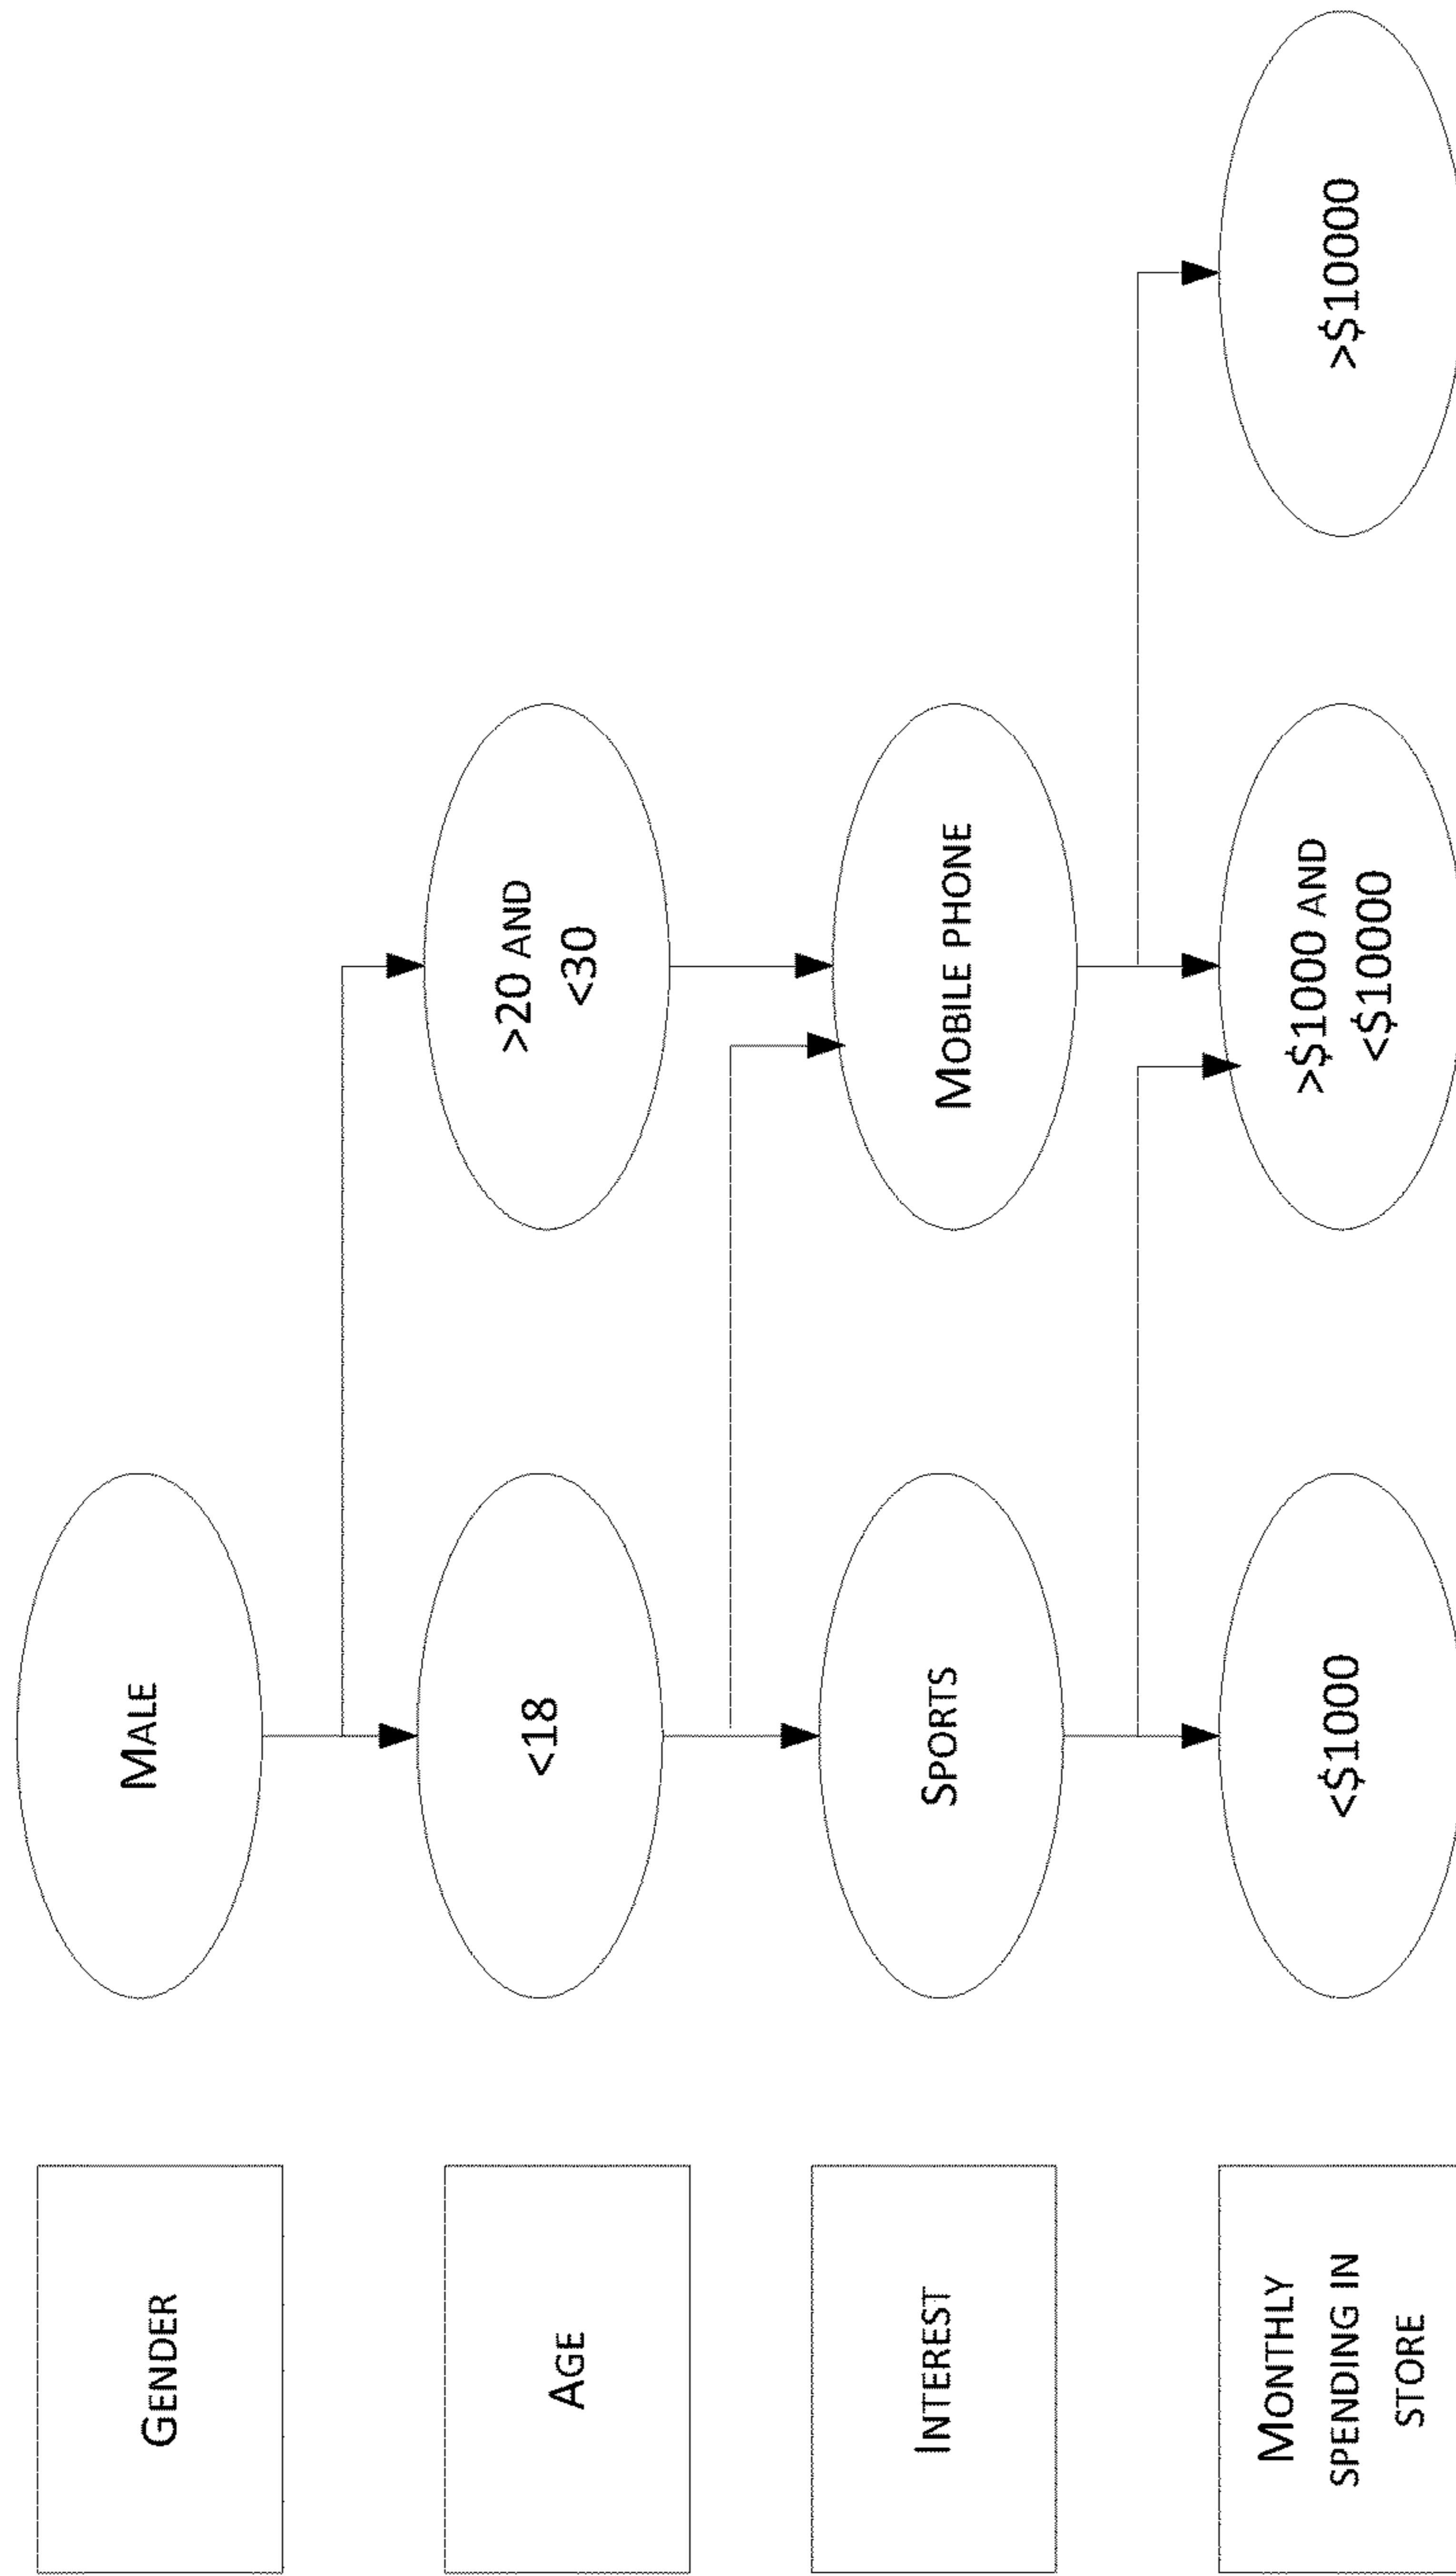 GENDER
MALE
AGE
<18
>20 AND
<30
INTEREST
SPORTS
MOBILE PHONE
MONTHLY
SPENDING IN
STORE
<$1000
>$1000 AND
<$10000
>$10000